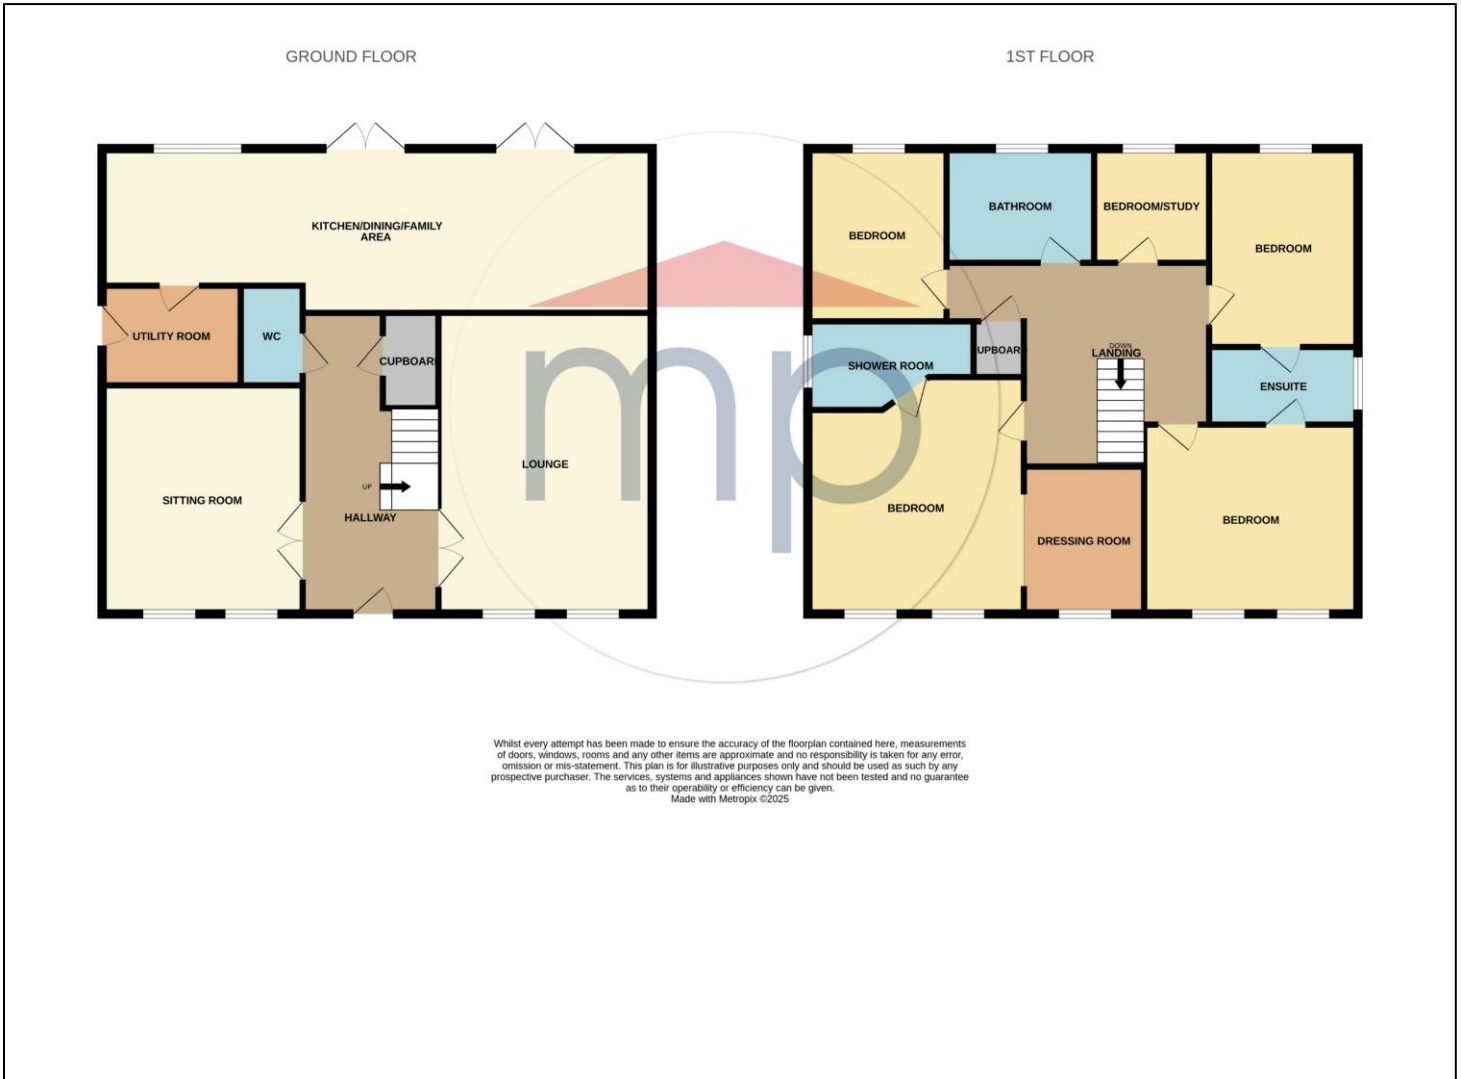 GROUND FLOOR
KITCHEN/DINING/FAMILY
AREA
UTILITY ROOM
WC
CUPBOAR
SITTING ROOM
UP
HALLWAY
LOUNGE
1ST FLOOR
BEDROOM
BATHROOM
BEDROOM/STUDY
BEDROOM
SHOWER ROOM
UPBOAR
DOWN
LANDING
ENSUITE
BEDROOM
DRESSING ROOM
BEDROOM
mp
Whilst every attempt has been made to ensure the accuracy of the floorplan contained here, measurements
of doors, windows, rooms and any other items are approximate and no responsibility is taken for any error,
omission or mis-statement. This plan is for illustrative purposes only and should be used as such by any
prospective purchaser. The services, systems and appliances shown have not been tested and no guarantee
as to their operability or efficiency can be given.
Made with Metropix ©2025